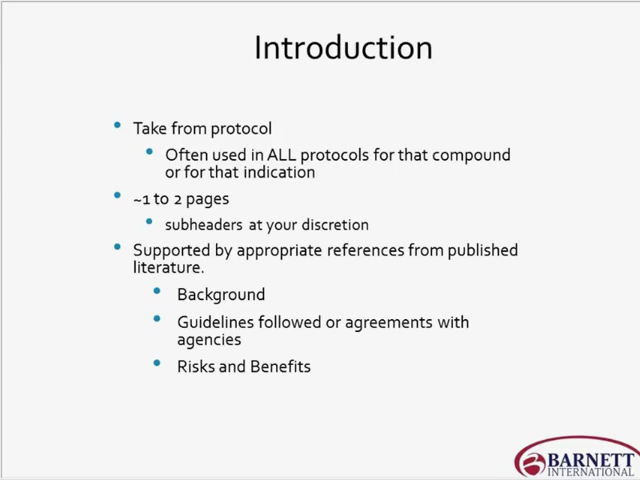 Introduction
Take from protocol
Often used in ALL protocols for that compound
or for that indication
~1 to 2 pages
subheaders at your discretion
Supported by appropriate references from published
literature.
Background
Guidelines followed or agreements with
agencies
Risks and Benefits
BARNETT
INTERNATIONAL